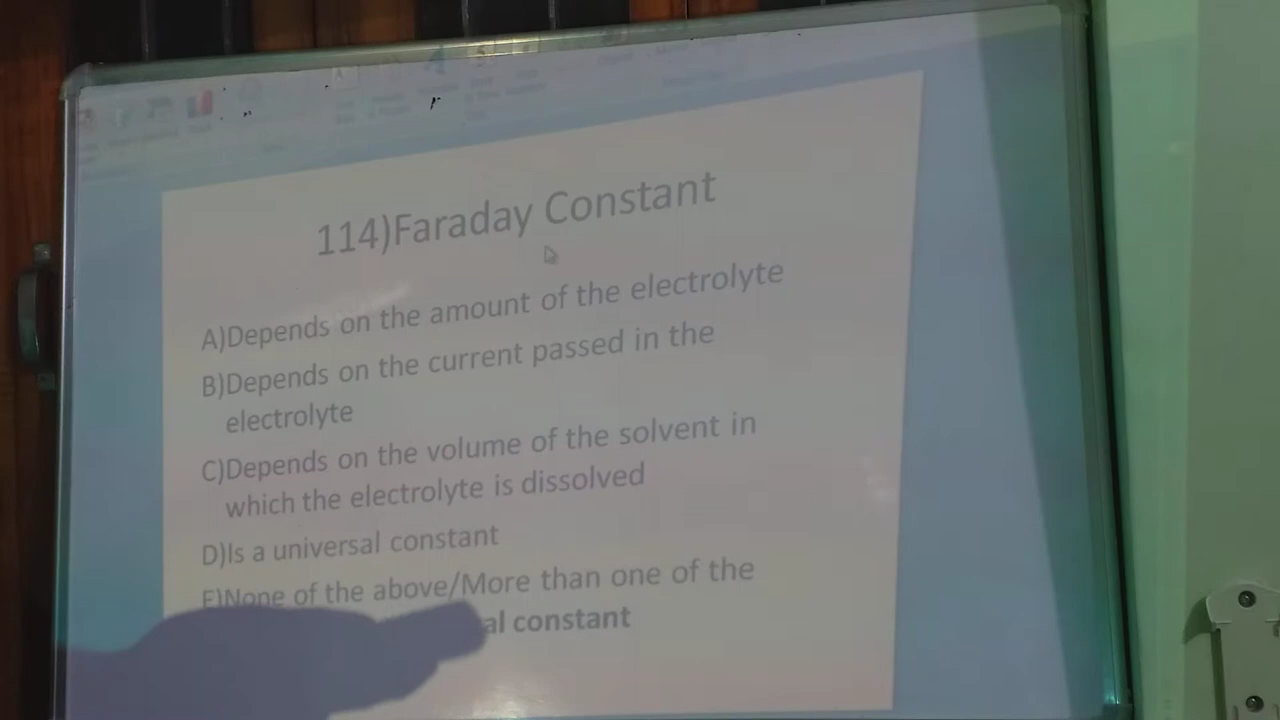 114)Faraday Constant
A)Depends on the amount of the electrolyte
B)Depends on the current passed in the
electrolyte
C)Depends on the volume of the solvent in
which the electrolyte is dissolved
D)Is a universal constant
E)None of the above/More than one of the
al constant